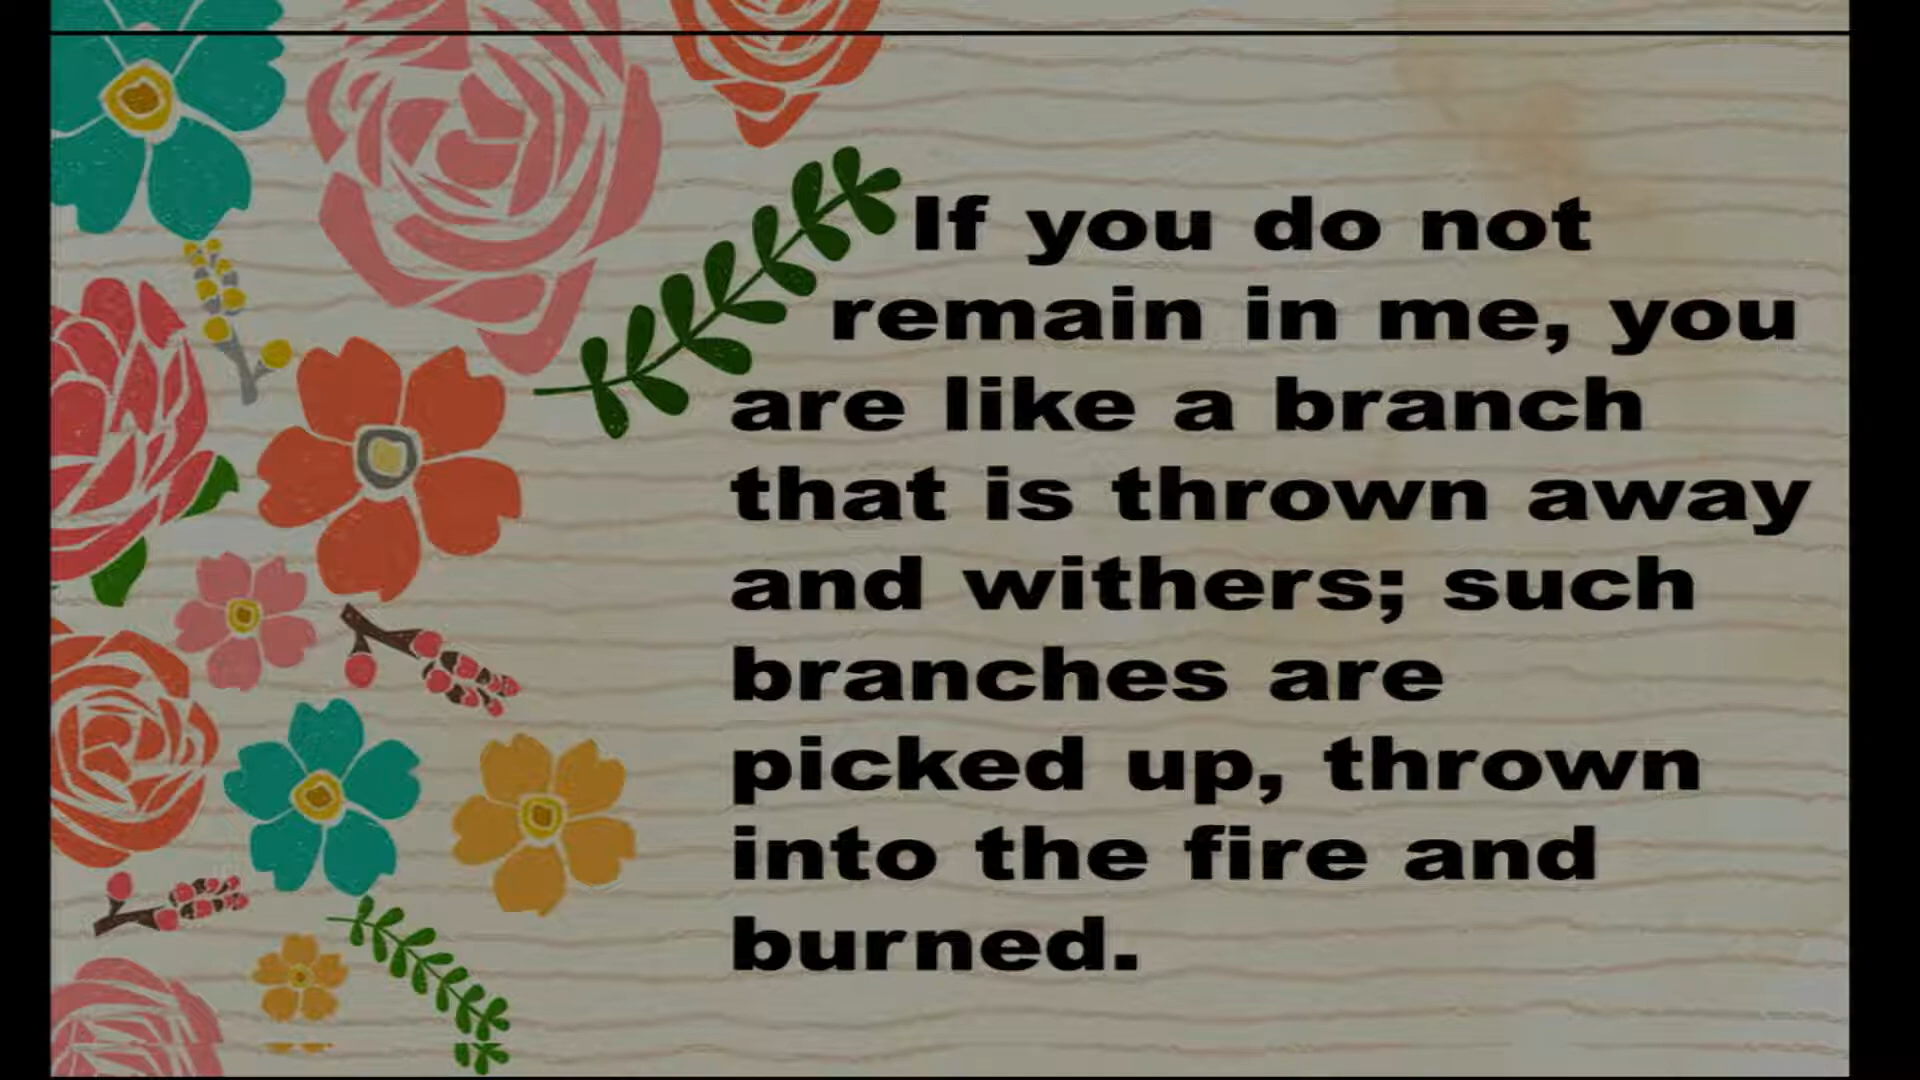 If you do not
remain in me, you
are like a branch
that is thrown away
and withers; such
branches are
picked up, thrown
into the fire and
burned.